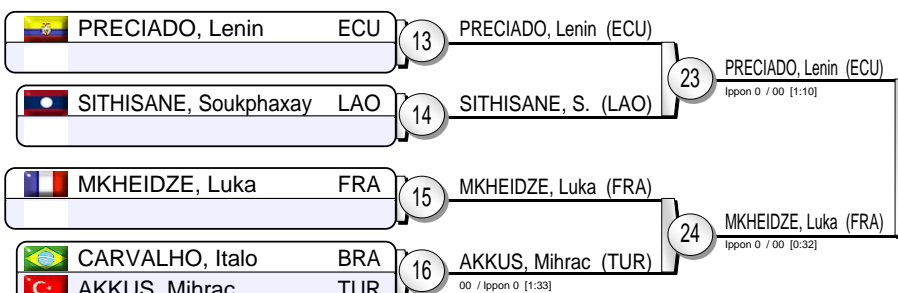 PRECIADO, Lenin ECU
13
PRECIADO, Lenin (ECU)
23
PRECIADO, Lenin (ECU)
Ippon 0 / 00 [1:10]
SITHISANE, Soukphaxay LAO
14
SITHISANE, S. (LAO)
MKHEIDZE, Luka FRA
15
MKHEIDZE, Luka (FRA)
24
MKHEIDZE, Luka (FRA)
Ippon 0 / 00 [0:32]
CARVALHO, Italo BRA
16
AKKUS, Mihrac (TUR)
00 / Ippon 0 [1:33]
AKKUS, Mihrac TUR